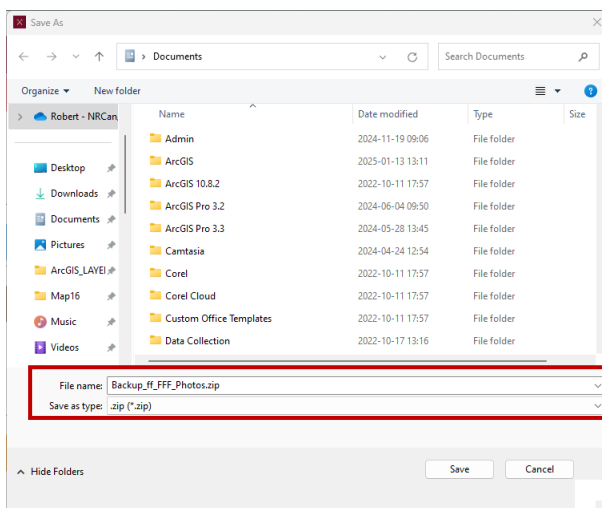 Save As
Documents
Search Documents
Organize New folder
Robert - NRCan,
Name Date modified Type Size
Admin 2024-11-19 09:06 File folder
Desktop
ArcGIS 2025-01-13 13:11 File folder
Downloads
ArcGIS 10.8.2 2022-10-11 17:57 File folder
Documents
ArcGIS Pro 3.2 2024-06-04 09:50 File folder
ArcGIS Pro 3.3 2024-05-28 13:45 File folder
Pictures
Camtasia 2024-04-24 12:54 File folder
ArcGIS_LAYEI
Corel 2022-10-11 17:57 File folder
Map16
Corel Cloud 2022-10-11 17:57 File folder
Music
Custom Office Templates 2022-10-11 17:57 File folder
Videos
Data Collection 2022-10-17 13:16 File folder
File name: Backup_ff_FFF_Photos.zip
Save as type: .zip (*.zip)
Hide Folders Save Cancel